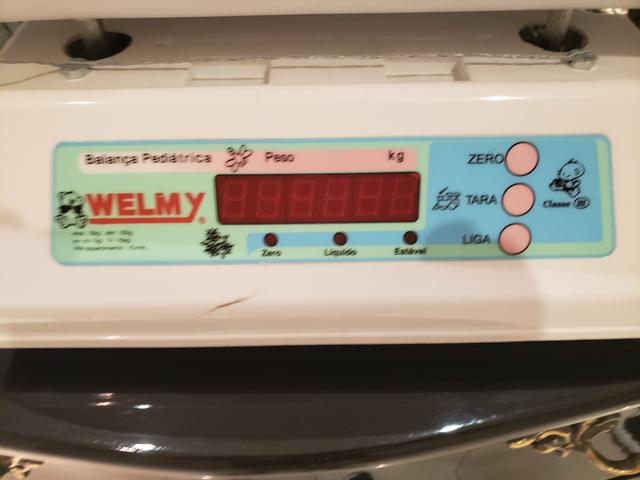 Balança Pediátrica Peso kg
WELMY®
Zero Líquido Estável
ZERO
TARA
LIGA
Classe III